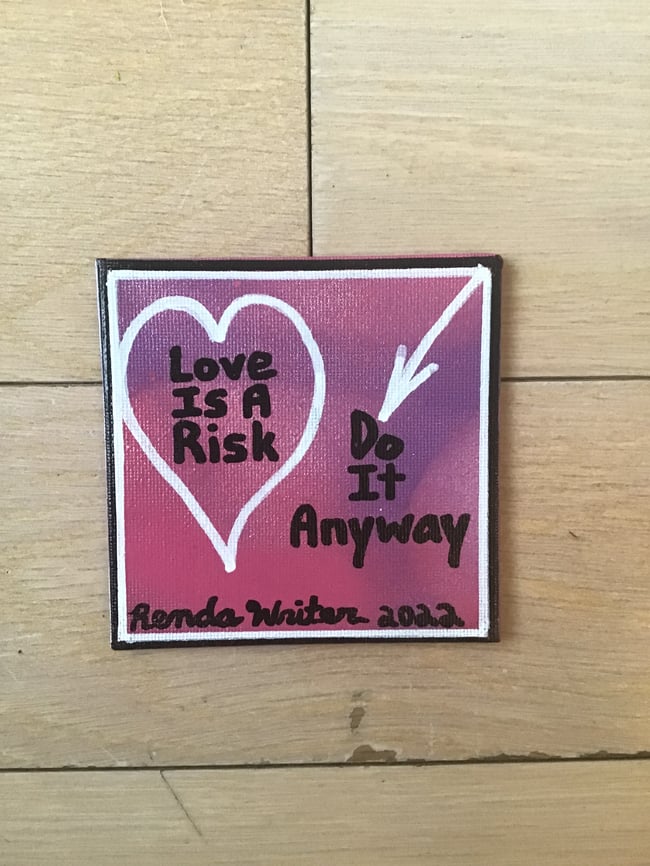 Love
Is A
Risk
Do
It
Anyway
Renda Writer 2022